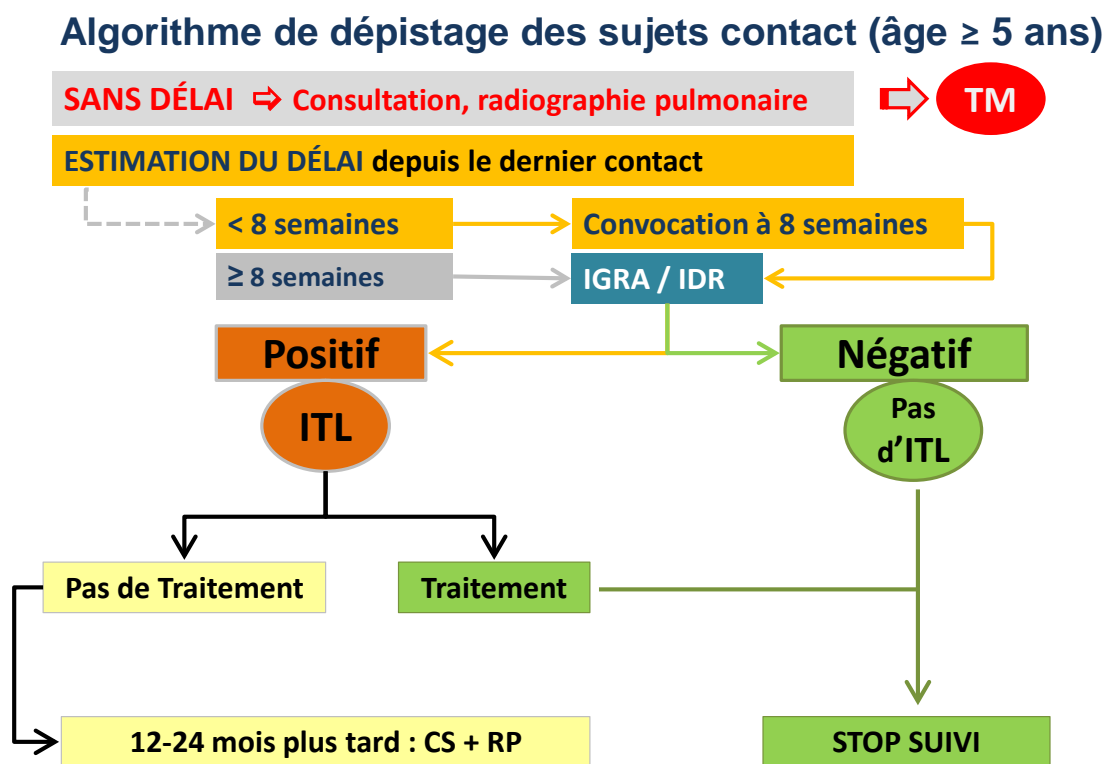 Algorithme de dépistage des sujets contact (âge ≥ 5 ans)
SANS DÉLAI ⇨ Consultation, radiographie pulmonaire
TM
ESTIMATION DU DÉLAI depuis le dernier contact
< 8 semaines
Convocation à 8 semaines
≥ 8 semaines
IGRA / IDR
Positif
Négatif
ITL
Pas
d’ITL
Pas de Traitement
Traitement
12-24 mois plus tard : CS + RP
STOP SUIVI